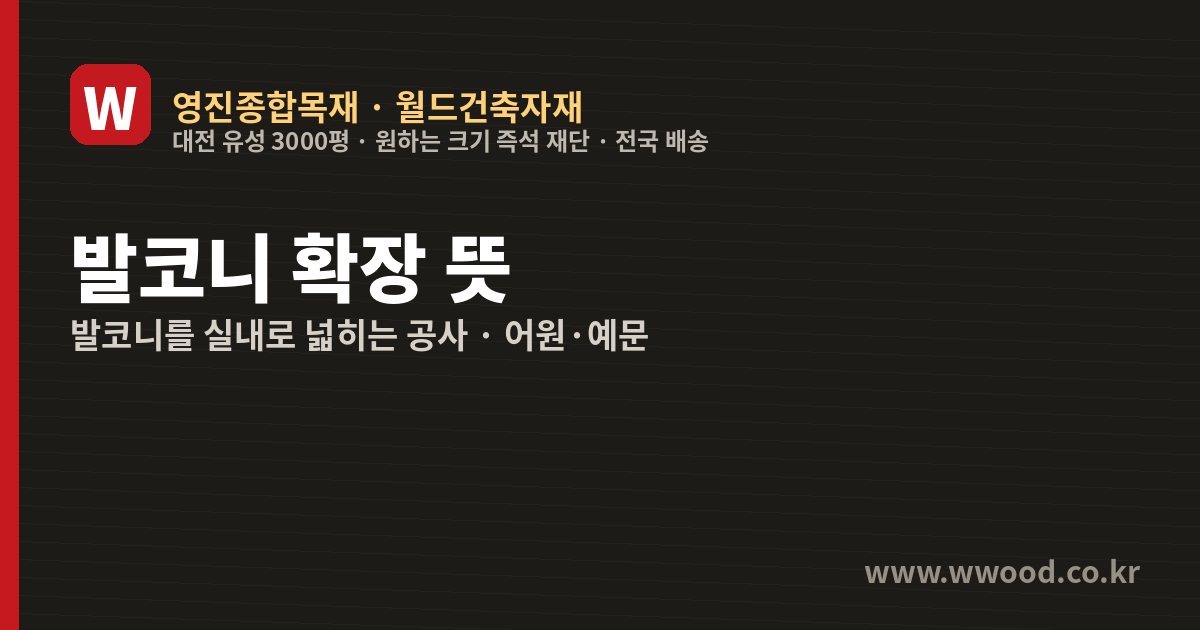 W
영진종합목재 · 월드건축자재
대전 유성 3000평 · 원하는 크기 즉석 재단 · 전국 배송
발코니 확장 뜻
발코니를 실내로 넓히는 공사 · 어원·예문
www.wwood.co.kr